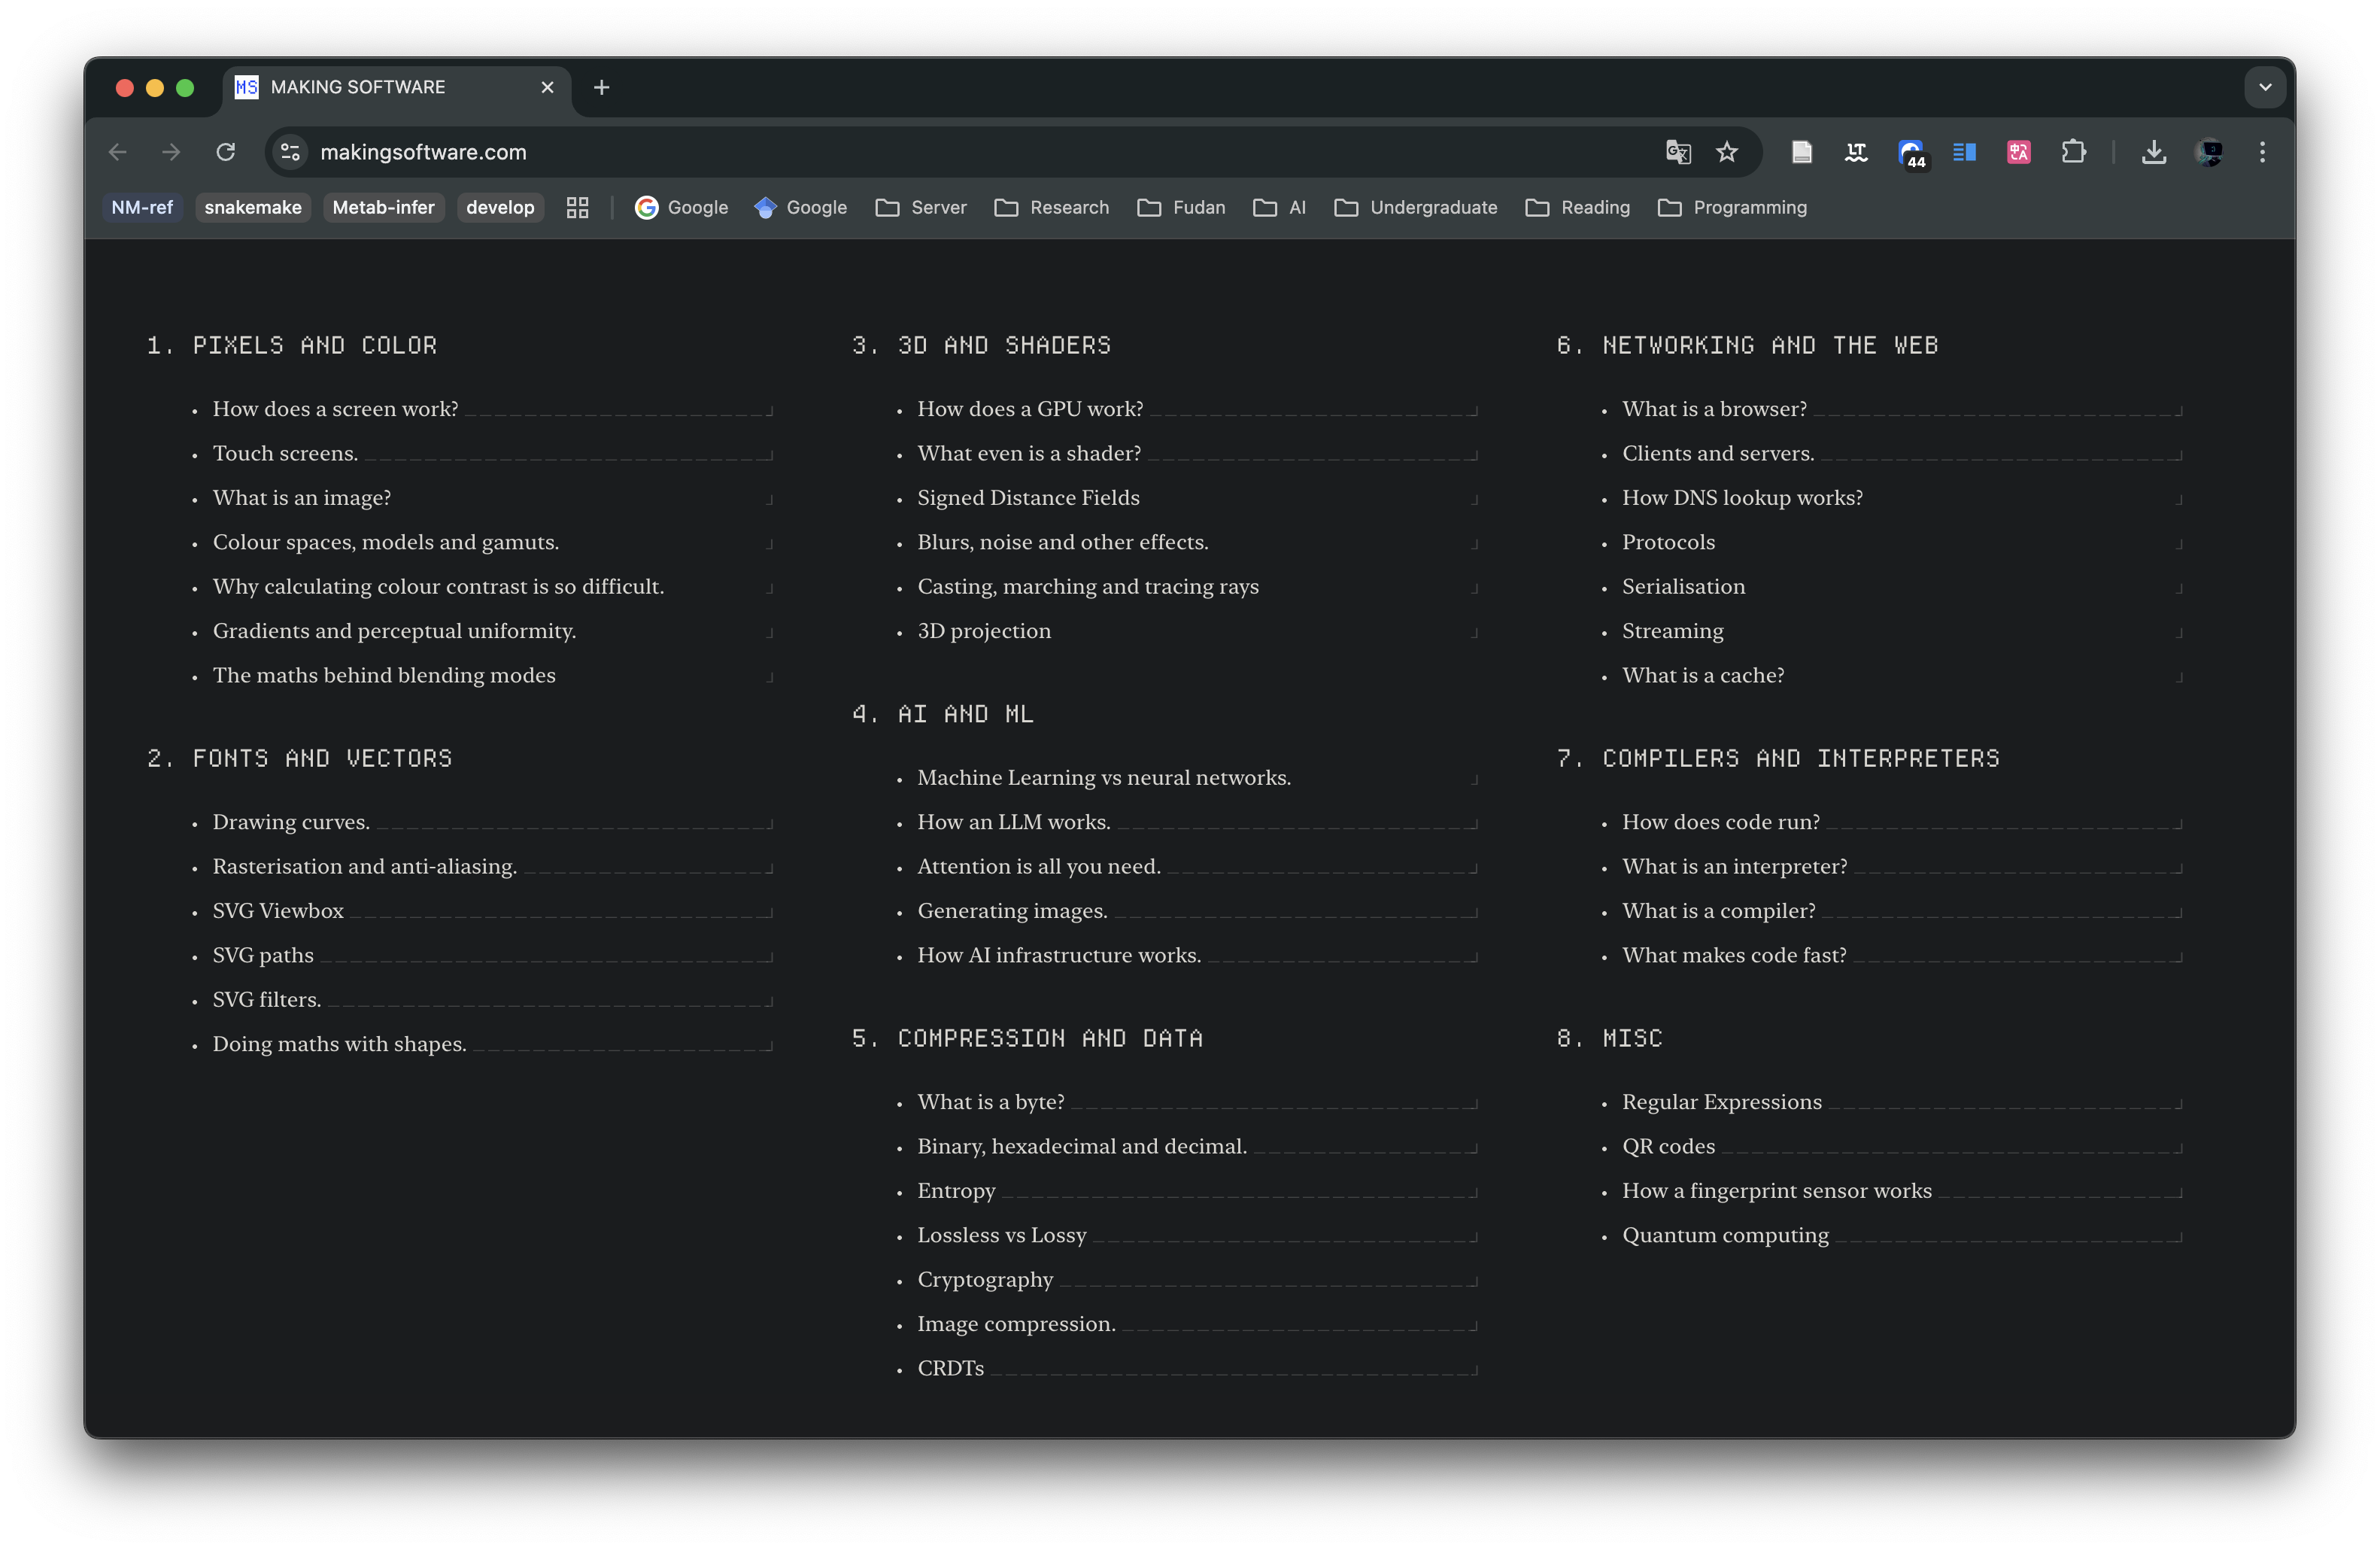 MS MAKING SOFTWARE
makingsoftware.com
44
NM-ref snakemake Metab-infer develop Google Google Server Research Fudan AI Undergraduate Reading Programming
1. PIXELS AND COLOR
• How does a screen work?
• Touch screens.
• What is an image?
• Colour spaces, models and gamuts.
• Why calculating colour contrast is so difficult.
• Gradients and perceptual uniformity.
• The maths behind blending modes
2. FONTS AND VECTORS
• Drawing curves.
• Rasterisation and anti-aliasing.
• SVG Viewbox
• SVG paths
• SVG filters.
• Doing maths with shapes.
3. 3D AND SHADERS
• How does a GPU work?
• What even is a shader?
• Signed Distance Fields
• Blurs, noise and other effects.
• Casting, marching and tracing rays
• 3D projection
4. AI AND ML
• Machine Learning vs neural networks.
• How an LLM works.
• Attention is all you need.
• Generating images.
• How AI infrastructure works.
5. COMPRESSION AND DATA
• What is a byte?
• Binary, hexadecimal and decimal.
• Entropy
• Lossless vs Lossy
• Cryptography
• Image compression.
• CRDTs
6. NETWORKING AND THE WEB
• What is a browser?
• Clients and servers.
• How DNS lookup works?
• Protocols
• Serialisation
• Streaming
• What is a cache?
7. COMPILERS AND INTERPRETERS
• How does code run?
• What is an interpreter?
• What is a compiler?
• What makes code fast?
8. MISC
• Regular Expressions
• QR codes
• How a fingerprint sensor works
• Quantum computing